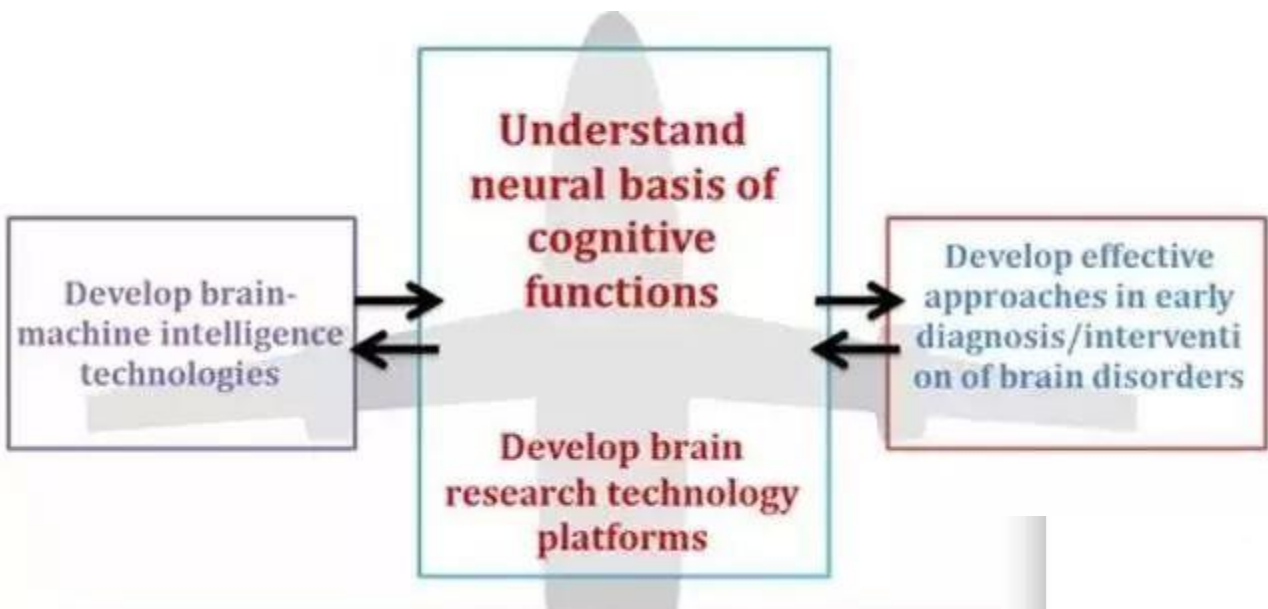 Understand
neural basis of
cognitive
functions
Develop brain
research technology
platforms
Develop brain-
machine intelligence
technologies
Develop effective
approaches in early
diagnosis/interventi
on of brain disorders